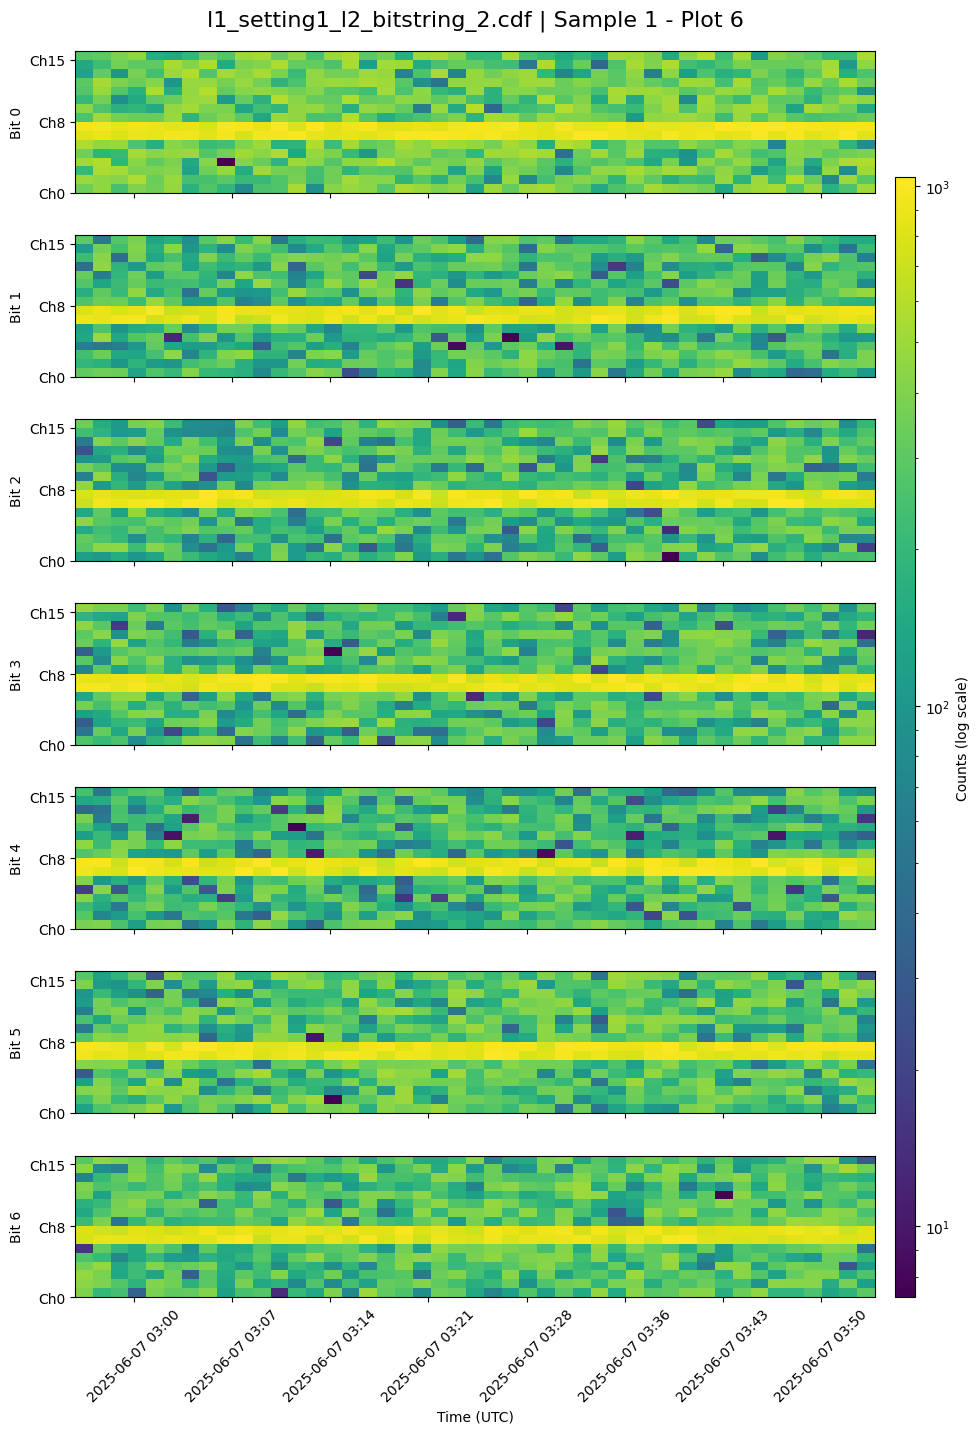 l1_setting1_l2_bitstring_2.cdf | Sample 1 - Plot 6
Ch15
Ch8
Ch0
Bit 0
Ch15
Ch8
Ch0
Bit 1
Ch15
Ch8
Ch0
Bit 2
Ch15
Ch8
Ch0
Bit 3
Ch15
Ch8
Ch0
Bit 4
Ch15
Ch8
Ch0
Bit 5
Ch15
Ch8
Ch0
Bit 6
2025-06-07 03:00
2025-06-07 03:07
2025-06-07 03:14
2025-06-07 03:21
2025-06-07 03:28
2025-06-07 03:36
2025-06-07 03:43
2025-06-07 03:50
Time (UTC)
10³
10²
10¹
Counts (log scale)